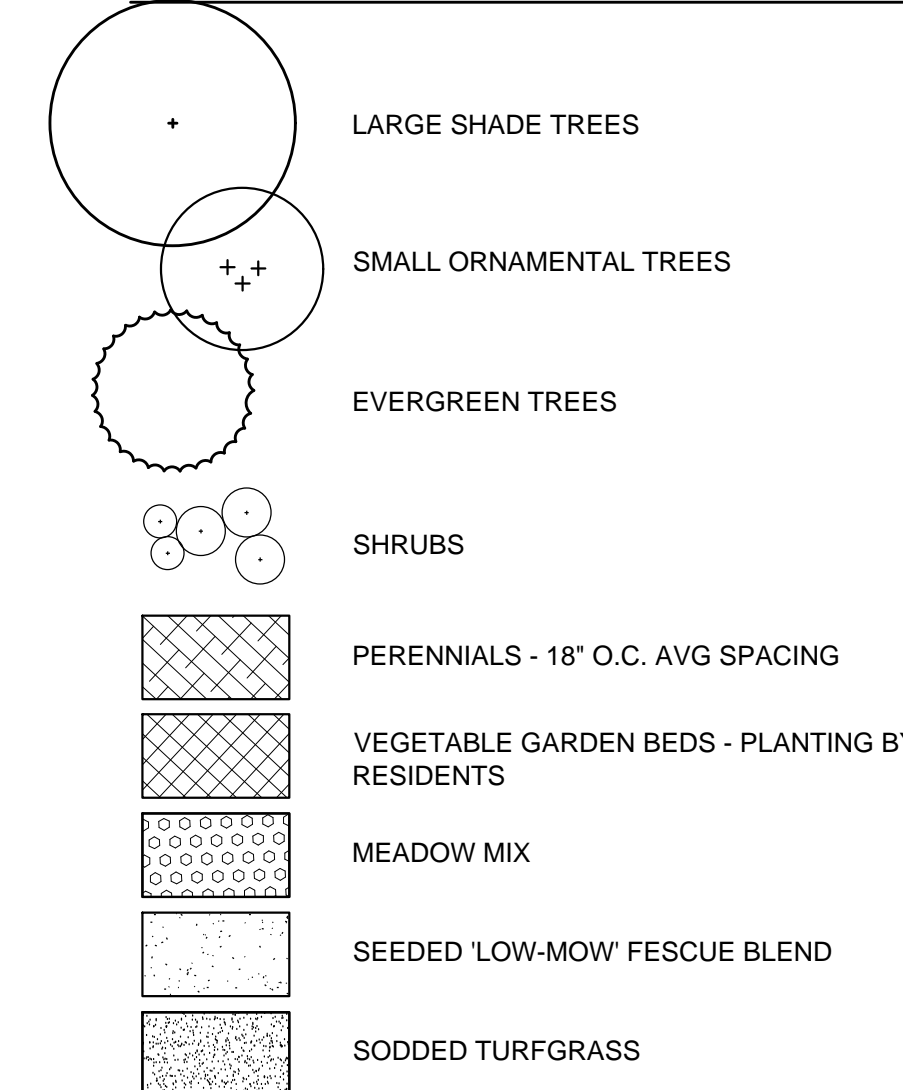 LARGE SHADE TREES
SMALL ORNAMENTAL TREES
EVERGREEN TREES
SHRUBS
PERENNIALS - 18" O.C. AVG SPACING
VEGETABLE GARDEN BEDS - PLANTING BY
RESIDENTS
MEADOW MIX
SEEDED 'LOW-MOW' FESCUE BLEND
SODDED TURFGRASS